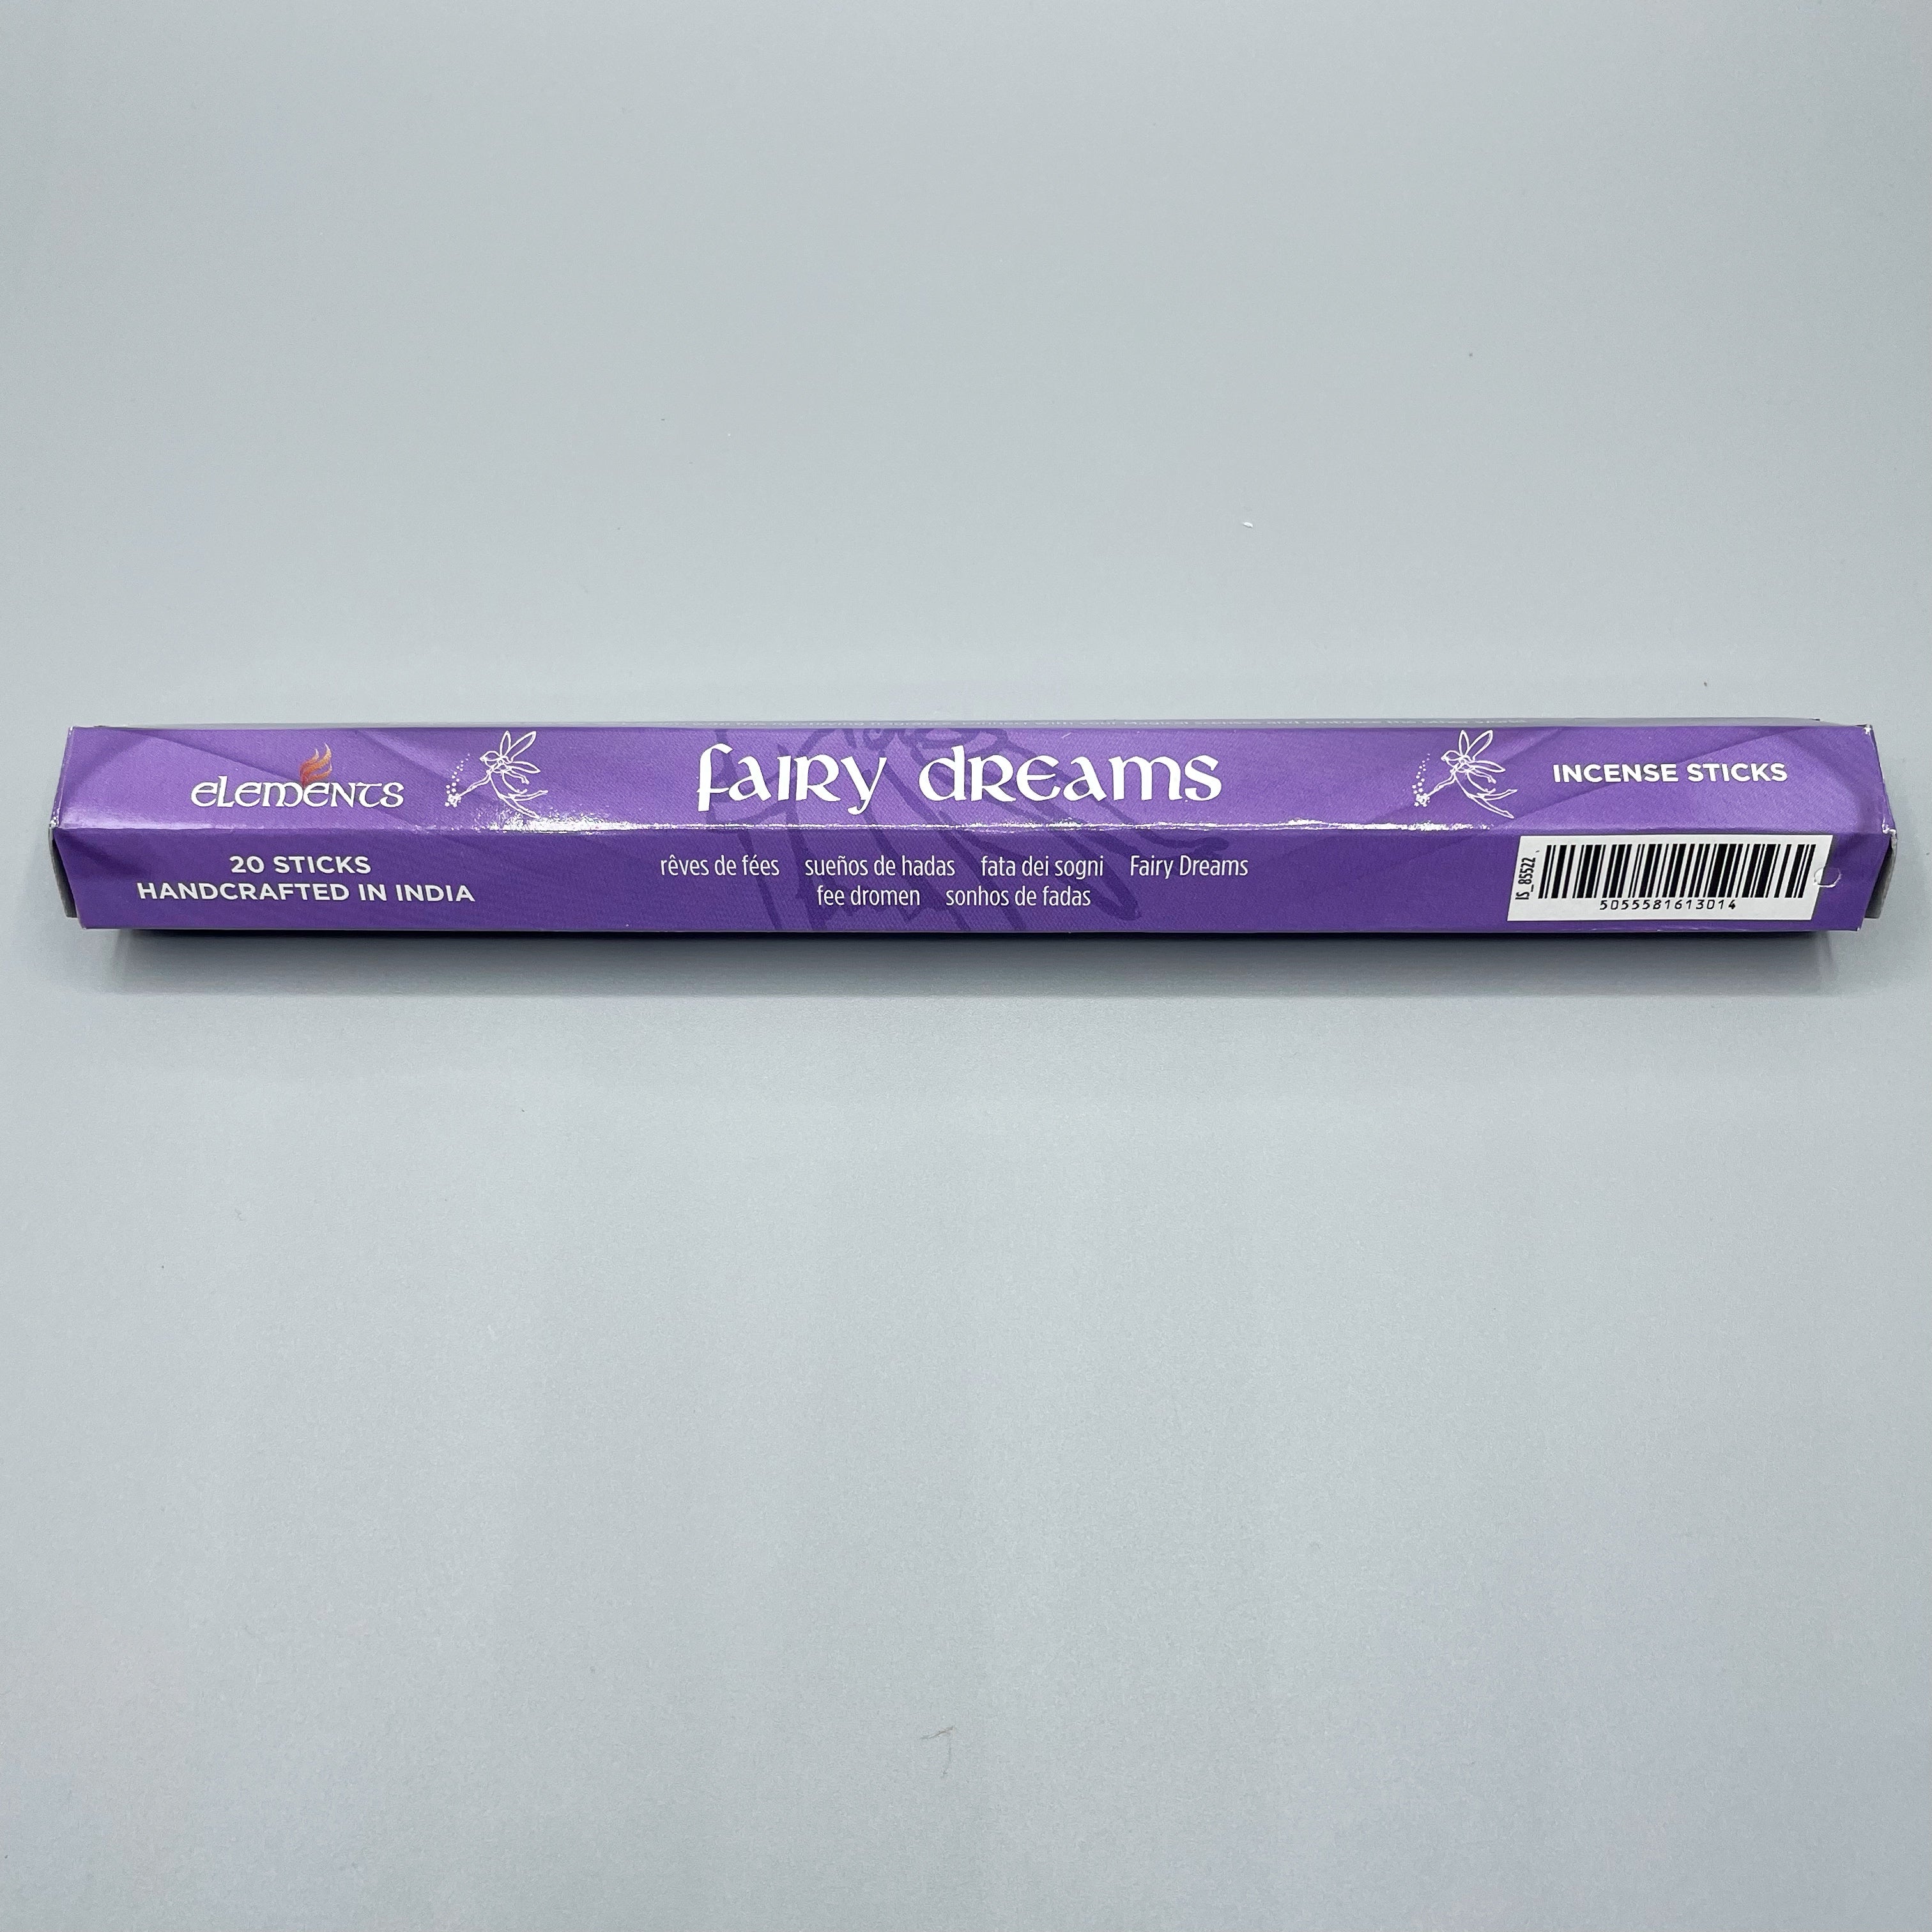 elements
fairy dreams
INCENSE STICKS
20 STICKS
HANDCRAFTED IN INDIA
rêves de fées sueños de hadas fata dei sogni Fairy Dreams
fee dromen sonhos de fadas
IS_85522
5055581613014